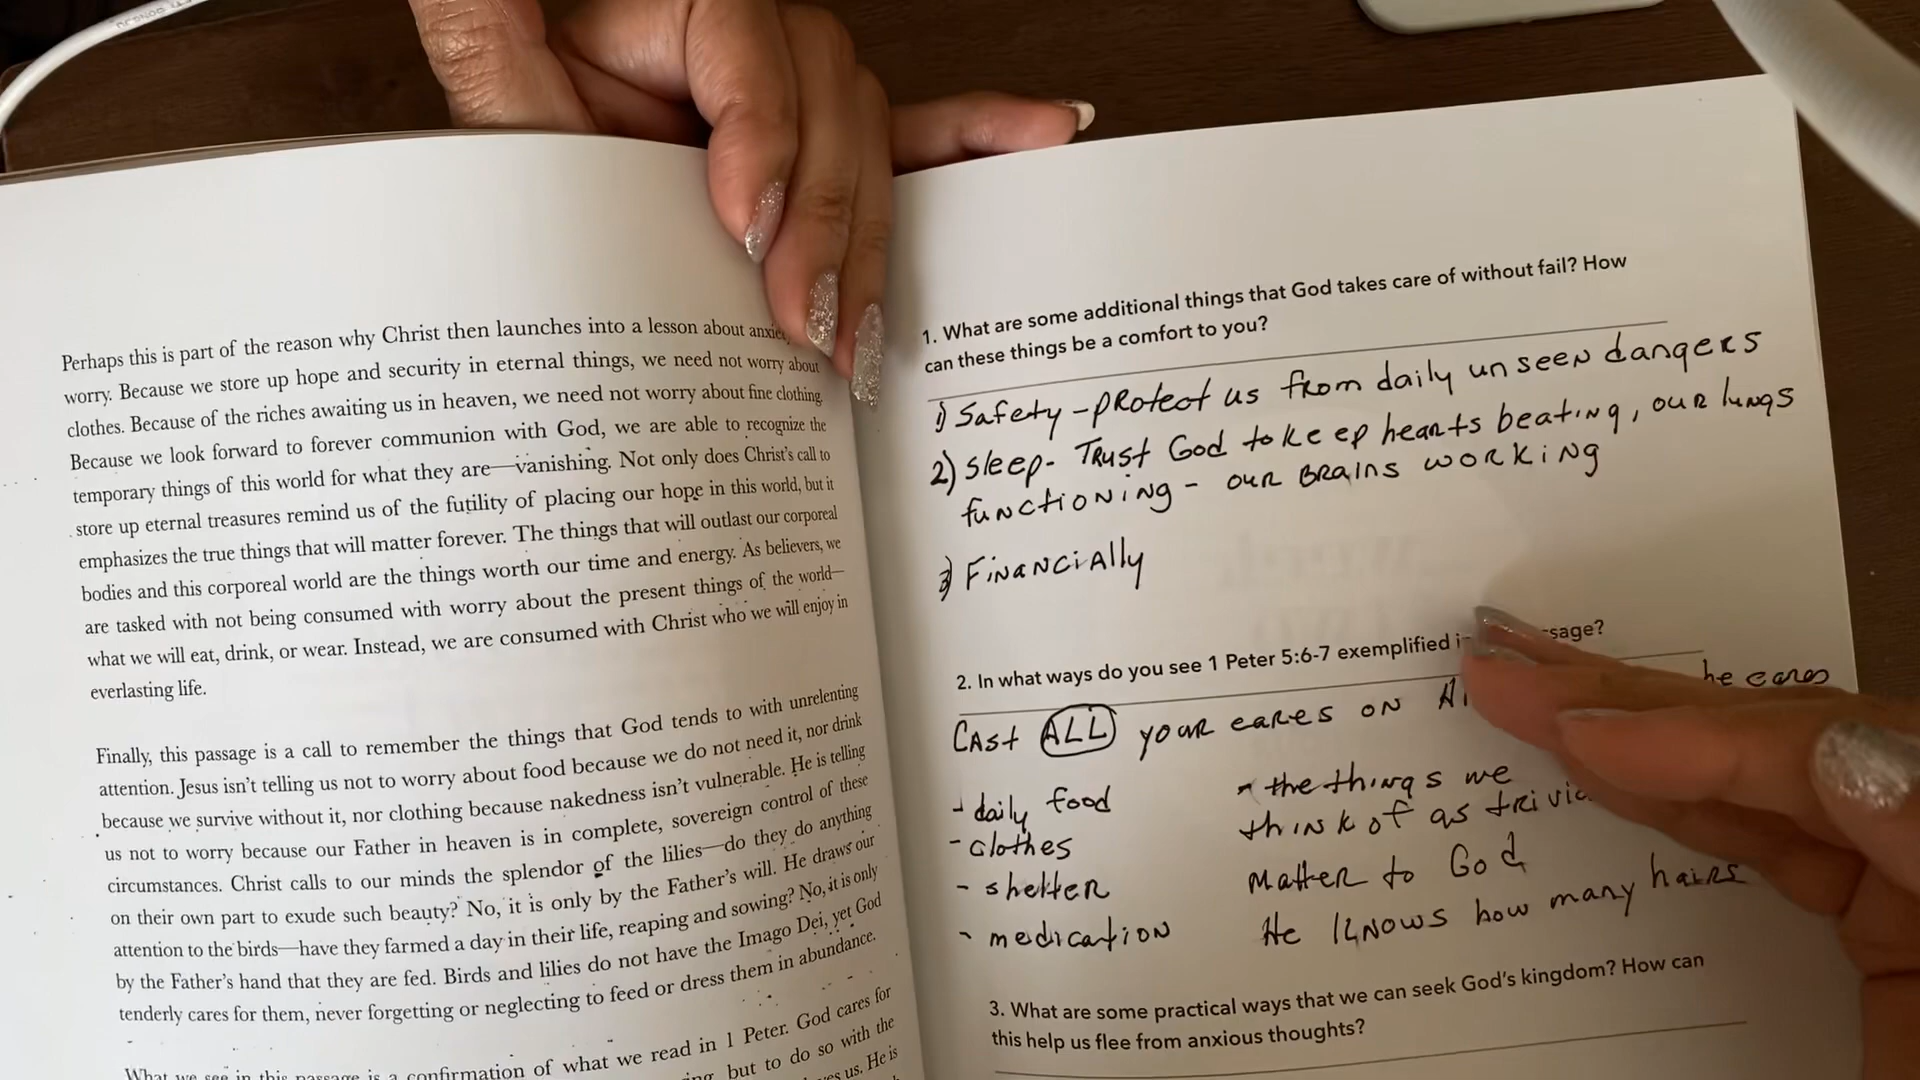 Perhaps this is part of the reason why Christ then launches into a lesson about
worry. Because we store up hope and security in eternal things, we need not worry about
clothes. Because of the riches awaiting us in heaven, we need not worry about fine clothing.
Because we look forward to forever communion with God, we are able to recognize the
temporary things of this world for what they are—vanishing. Not only does Christ's call to
store up eternal treasures remind us of the futility of placing our hope in this world, but it
emphasizes the true things that will matter forever. The things that will outlast our corporeal
bodies and this corporeal world are the things worth our time and energy. As believers, we
are tasked with not being consumed with worry about the present things of the world—
what we will eat, drink, or wear. Instead, we are consumed with Christ who we will enjoy in
everlasting life.
Finally, this passage is a call to remember the things that God tends to with unrelenting
attention. Jesus isn't telling us not to worry about food because we do not need it, nor drink
because we survive without it, nor clothing because nakedness isn't vulnerable. He is telling
us not to worry because our Father in heaven is in complete, sovereign control of these
circumstances. Christ calls to our minds the splendor of the lilies—do they do anything
on their own part to exude such beauty? No, it is only by the Father's will. He draws our
attention to the birds—have they farmed a day in their life, reaping and sowing? No, it is only
by the Father's hand that they are fed. Birds and lilies do not have the Imago Dei, yet God
tenderly cares for them, never forgetting or neglecting to feed or dress them in abundance.
What we see in this passage is a confirmation of what we read in 1 Peter. God cares for
but to do so with the
us. He is
1. What are some additional things that God takes care of without fail? How
can these things be a comfort to you?
1) Safety - protect us from daily unseen dangers
2) Sleep - Trust God to keep hearts beating, our lungs
functioning - our brains working
3) Financially
2. In what ways do you see 1 Peter 5:6-7 exemplified
Cast ALL your cares on he cares
- daily food
- clothes
- shelter
- medication
- the things we
think of as
matter to God
He knows how many hairs
3. What are some practical ways that we can seek God's kingdom? How can
this help us flee from anxious thoughts?